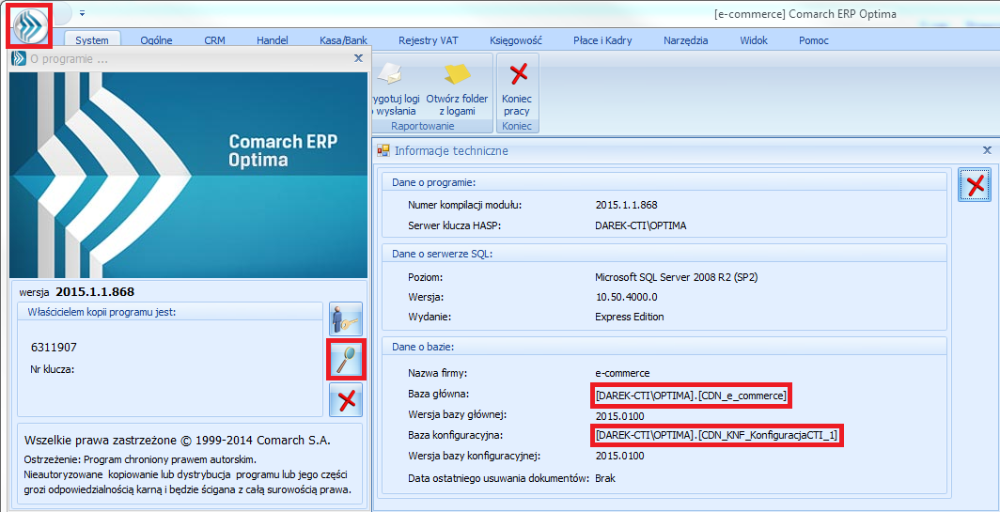 [e-commerce] Comarch ERP Optima
System Ogólne CRM Handel Kasa/Bank Rejestry VAT Księgowość Płace i Kadry Narzędzia Widok Pomoc
O programie ...
Comarch ERP
Optima
wersja 2015.1.1.868
Właścicielem kopii programu jest:
6311907
Nr klucza:
Wszelkie prawa zastrzeżone © 1999-2014 Comarch S.A.
Ostrzeżenie: Program chroniony prawem autorskim.
Nieautoryzowane kopiowanie lub dystrybucja programu lub jego części
grozi odpowiedzialnością karną i będzie ścigana z całą surowością prawa.
rygotuj logi
wysłania
Otwórz folder
z logami
Raportowanie
Koniec
pracy
Koniec
Informacje techniczne
Dane o programie:
Numer kompilacji modułu: 2015.1.1.868
Serwer klucza HASP: DAREK-CTI\OPTIMA
Dane o serwerze SQL:
Poziom: Microsoft SQL Server 2008 R2 (SP2)
Wersja: 10.50.4000.0
Wydanie: Express Edition
Dane o bazie:
Nazwa firmy: e-commerce
Baza główna: [DAREK-CTI\OPTIMA].[CDN_e_commerce]
Wersja bazy głównej: 2015.0100
Baza konfiguracyjna: [DAREK-CTI\OPTIMA].[CDN_KNF_KonfiguracjaCTI_1]
Wersja bazy konfiguracyjnej: 2015.0100
Data ostatniego usuwania dokumentów: Brak